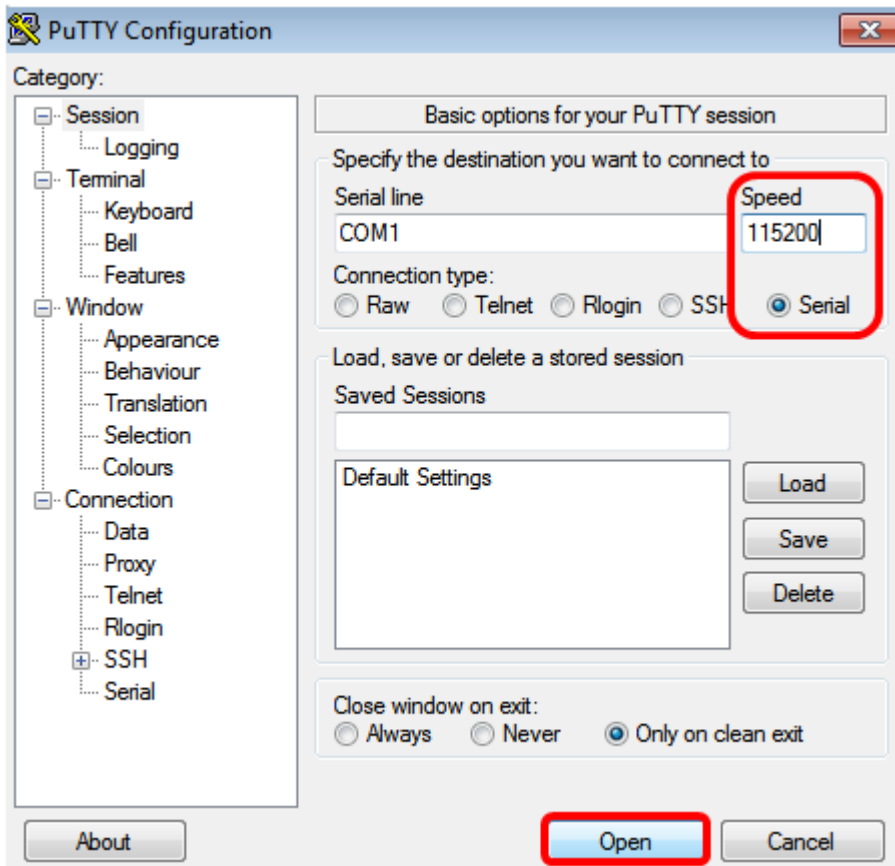 PuTTY Configuration
Category:
Session
Logging
Terminal
Keyboard
Bell
Features
Window
Appearance
Behaviour
Translation
Selection
Colours
Connection
Data
Proxy
Telnet
Rlogin
SSH
Serial
Basic options for your PuTTY session
Specify the destination you want to connect to
Serial line Speed
COM1 115200
Connection type:
Raw Telnet Rlogin SSH Serial
Load, save or delete a stored session
Saved Sessions
Default Settings
Load
Save
Delete
Close window on exit:
Always Never Only on clean exit
About Open Cancel